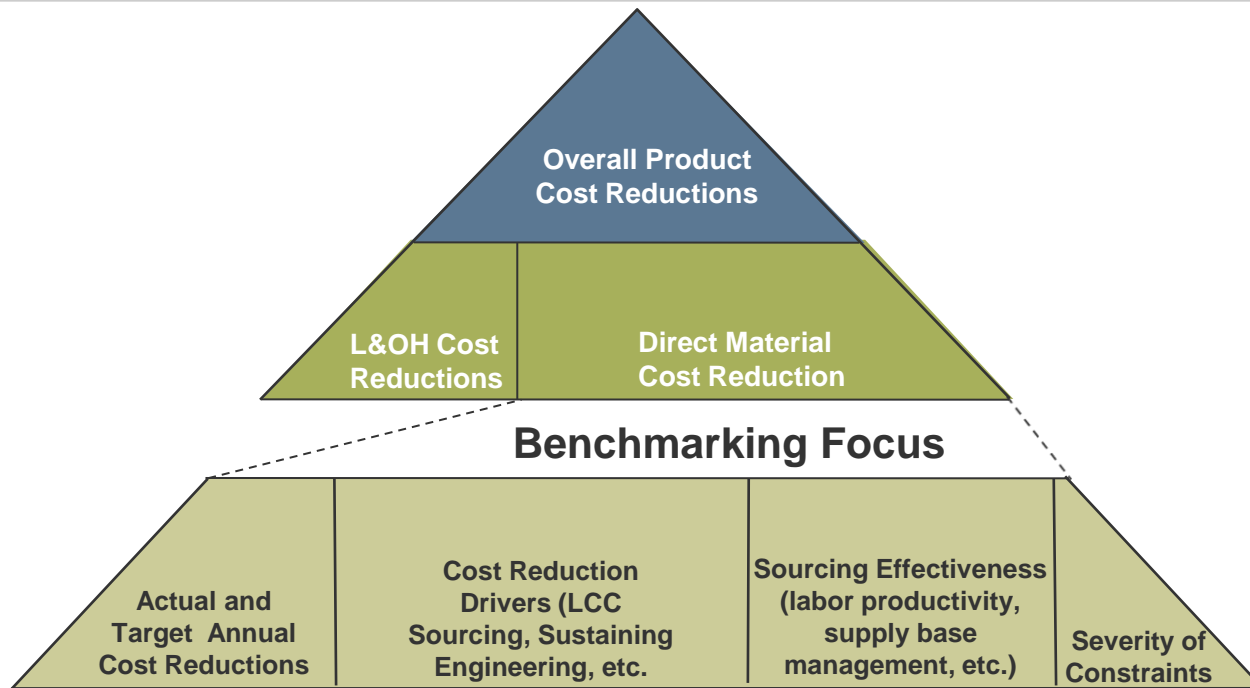 Overall Product
Cost Reductions
L&OH Cost
Reductions
Direct Material
Cost Reduction
Benchmarking Focus
Actual and
Target  Annual
Cost Reductions
Cost Reduction
Drivers (LCC
Sourcing, Sustaining
Engineering, etc.
Sourcing Effectiveness
(labor productivity,
supply base
management, etc.)
Severity of
Constraints